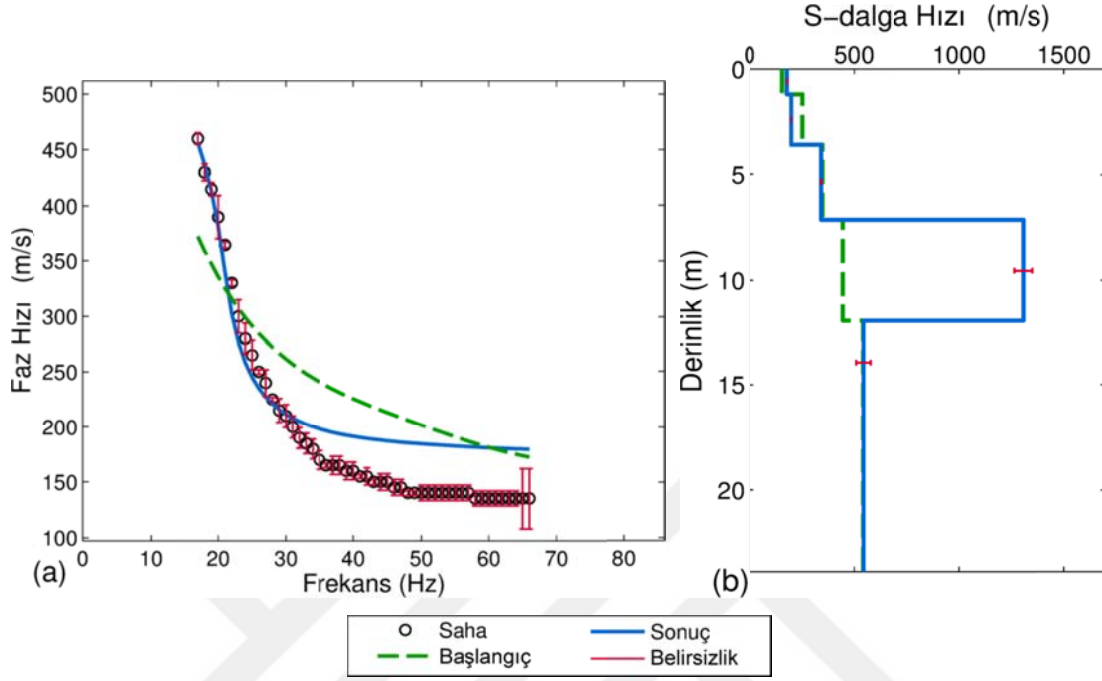 S-dalga Hızı (m/s)
0 500 1000 1500
0
5
10
15
20
Derinlik (m)
(b)
500
450
400
350
300
250
200
150
100
Faz Hızı (m/s)
0 10 20 30 40 50 60 70 80
Frekans (Hz)
(a)
Saha
Sonuç
Başlangıç
Belirsizlik